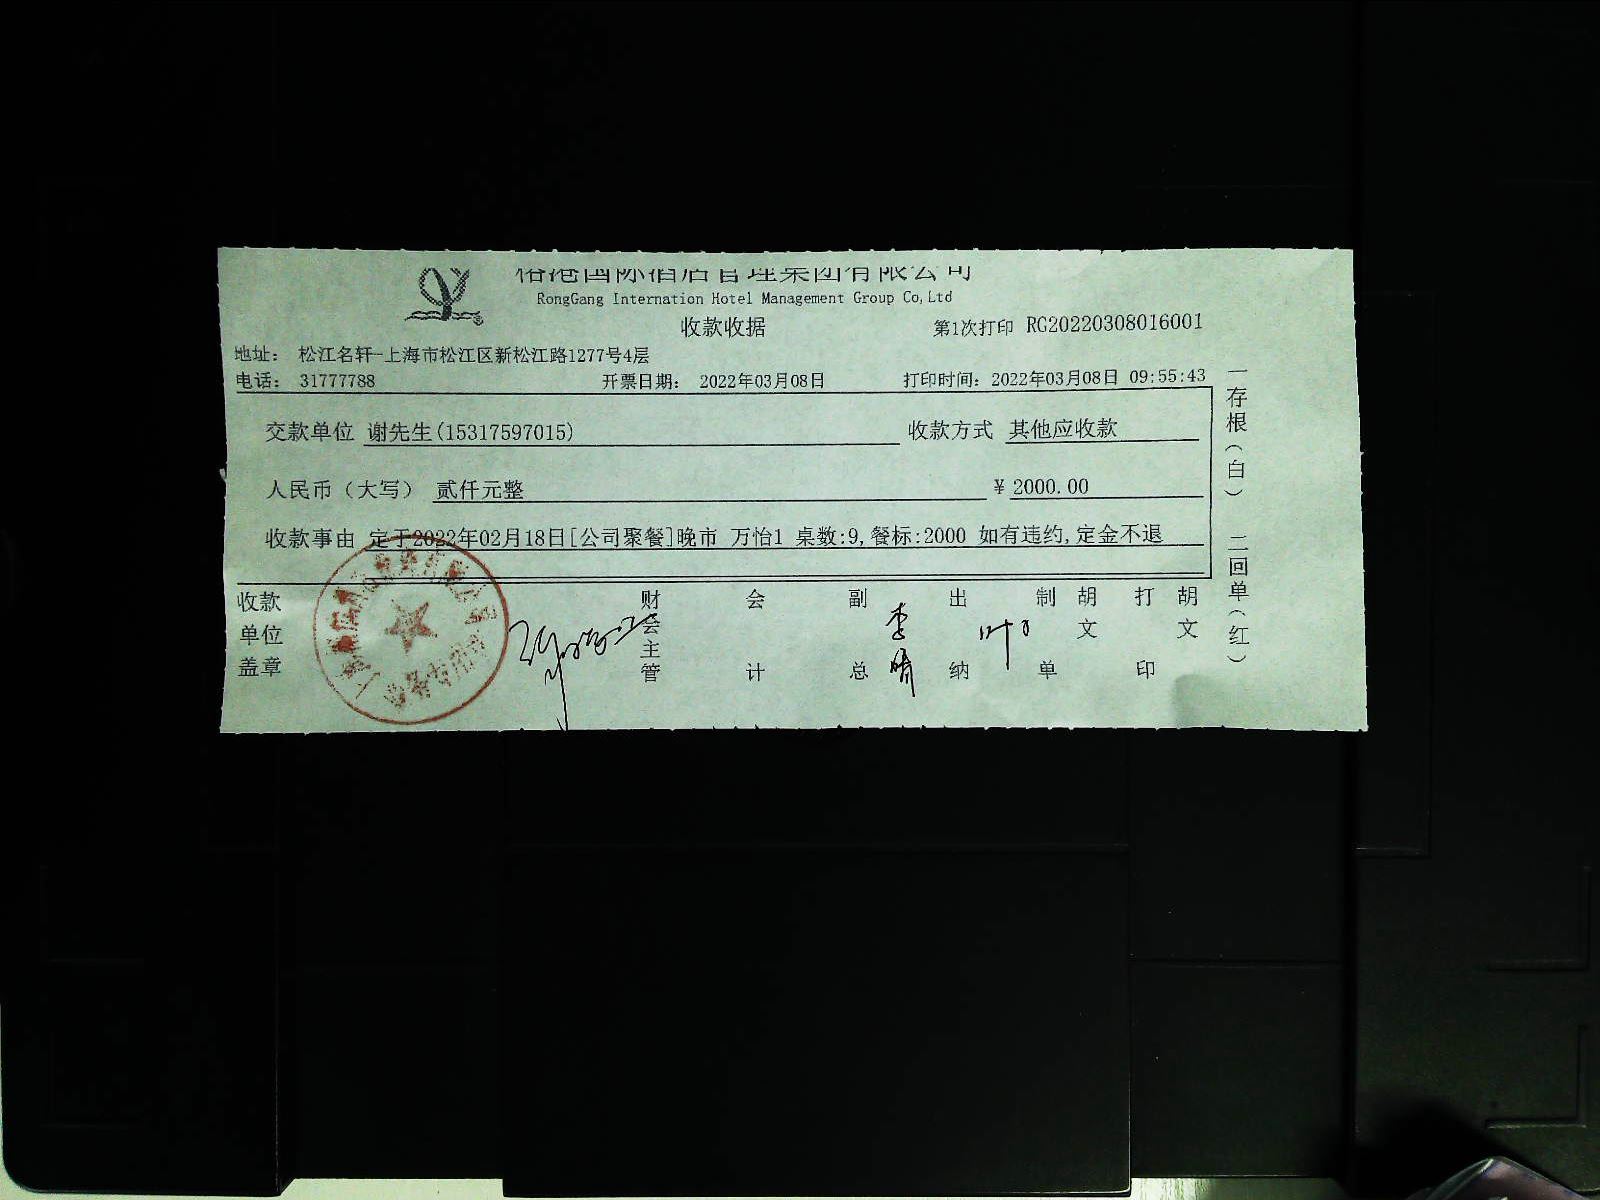 国际酒店管理集团有限公司
RongGang Internation Hotel Management Group Co,Ltd
收款收据
第1次打印 RG20220308016001
地址： 松江名轩-上海市松江区新松江路1277号4层
电话： 31777788 开票日期： 2022年03月08日 打印时间：2022年03月08日 09:55:43
交款单位 谢先生(15317597015) 收款方式 其他应收款
人民币（大写） 贰仟元整 ¥ 2000.00
收款事由 定于2022年02月18日[公司聚餐]晚市 万怡1 桌数:9,餐标:2000 如有违约,定金不退
收款单位盖章
财会主管
会计
副总 李晴
出纳
制单 胡文
打印 胡文
一存根（白） 二回单（红）